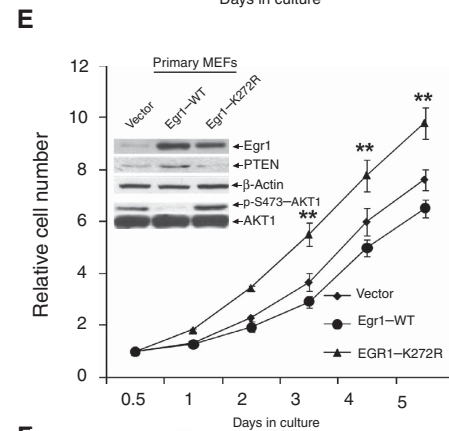 Days in culture
E
Primary MEFs
Vector
Egr1–WT
Egr1–K272R
Egr1
PTEN
β-Actin
p-S473–AKT1
AKT1
Relative cell number
12
10
8
6
4
2
0
**
**
**
Vector
Egr1–WT
EGR1–K272R
0.5 1 2 3 4 5
Days in culture